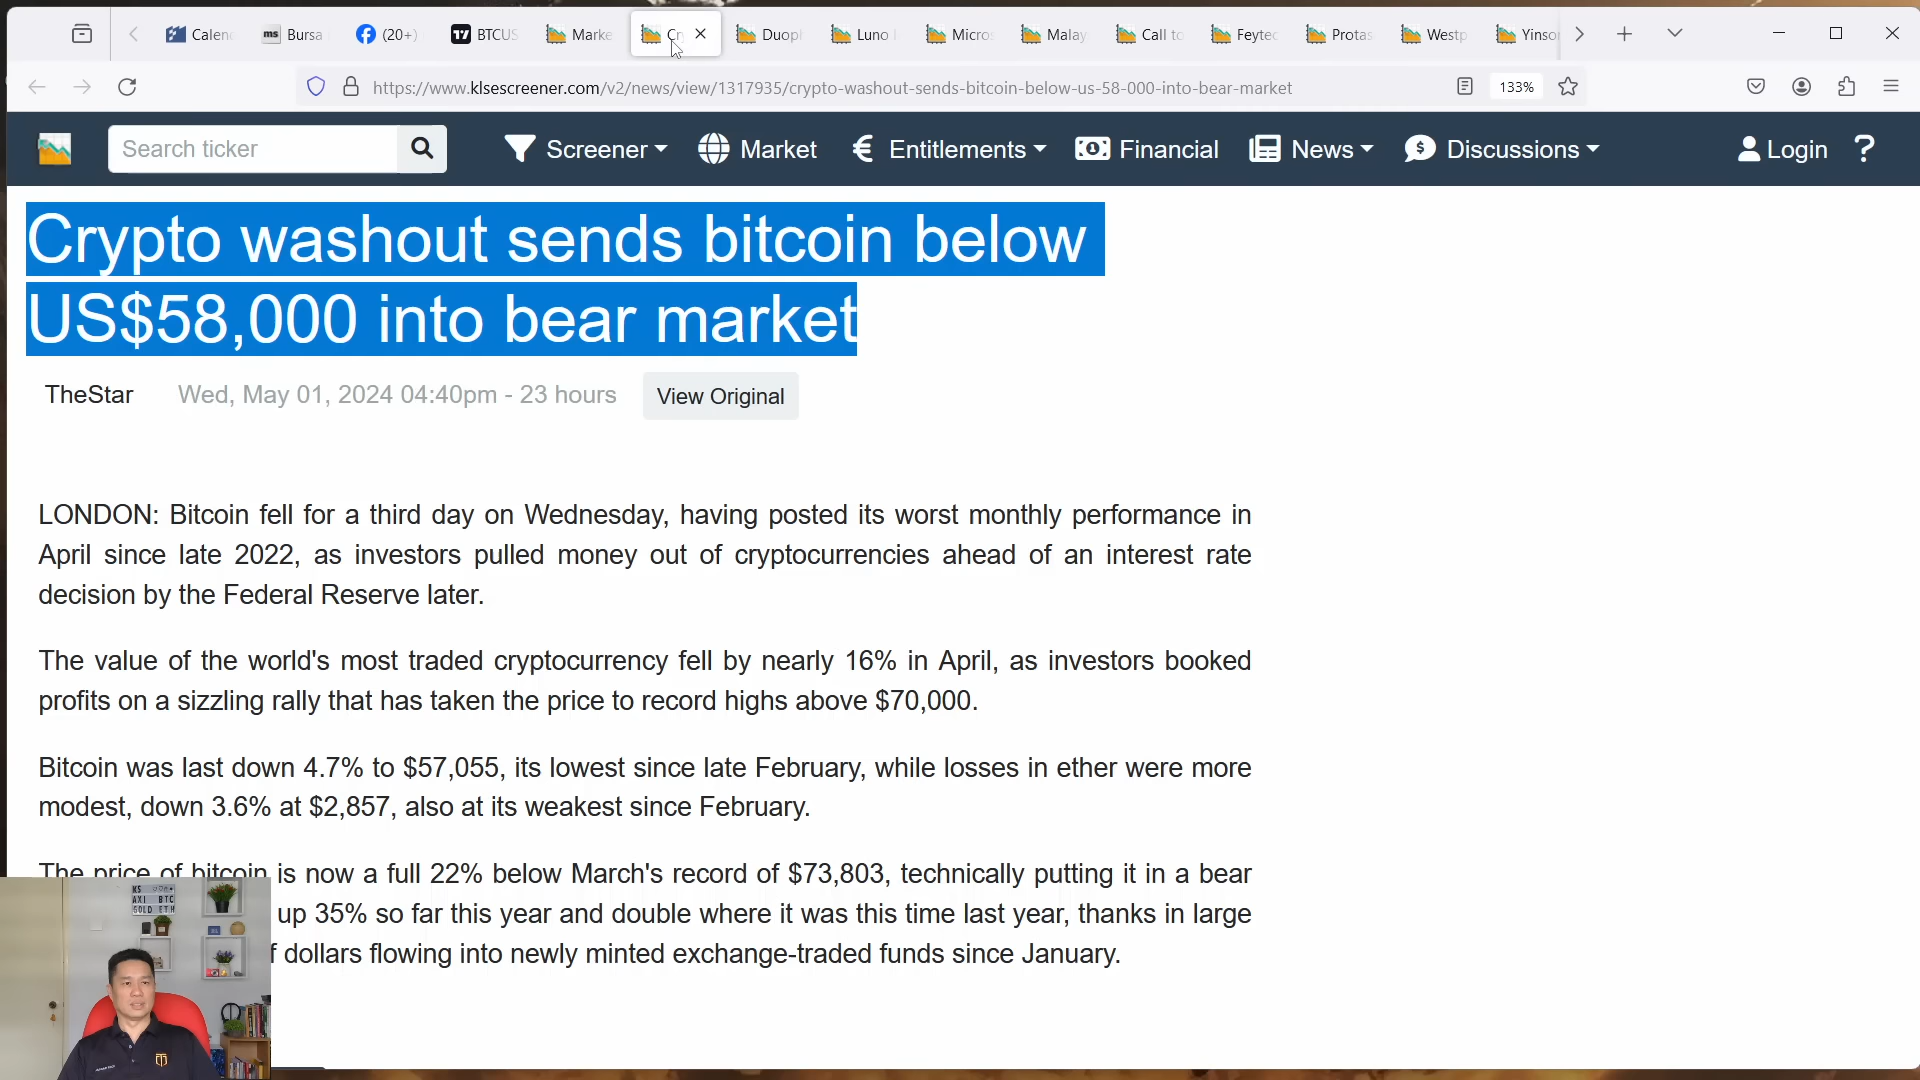 Calen
ms Bursa
(20+)
BTCUS
Marke
Cr
Duoph
Luno
Micros
Malay
Call to
Feytec
Protas
Westp
Yinso
https://www.klsescreener.com/v2/news/view/1317935/crypto-washout-sends-bitcoin-below-us-58-000-into-bear-market
133%
Search ticker
Screener
Market
Entitlements
Financial
News
Discussions
Login
?
Crypto washout sends bitcoin below
US$58,000 into bear market
TheStar Wed, May 01, 2024 04:40pm - 23 hours View Original
LONDON: Bitcoin fell for a third day on Wednesday, having posted its worst monthly performance in
April since late 2022, as investors pulled money out of cryptocurrencies ahead of an interest rate
decision by the Federal Reserve later.
The value of the world's most traded cryptocurrency fell by nearly 16% in April, as investors booked
profits on a sizzling rally that has taken the price to record highs above $70,000.
Bitcoin was last down 4.7% to $57,055, its lowest since late February, while losses in ether were more
modest, down 3.6% at $2,857, also at its weakest since February.
The price of bitcoin is now a full 22% below March's record of $73,803, technically putting it in a bear
up 35% so far this year and double where it was this time last year, thanks in large
f dollars flowing into newly minted exchange-traded funds since January.
AXI BTC
GOLD ETH